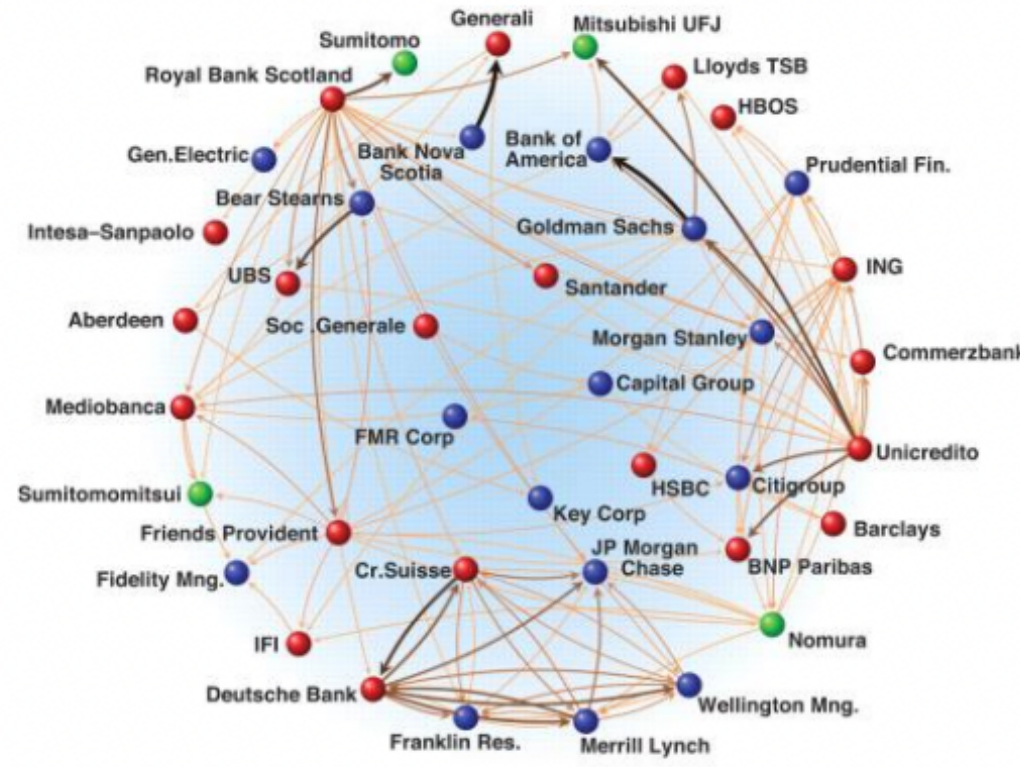 Generali
Mitsubishi UFJ
Sumitomo
Lloyds TSB
Royal Bank Scotland
HBOS
Bank of
America
Gen.Electric
Bank Nova
Scotia
Prudential Fin.
Bear Stearns
Goldman Sachs
Intesa–Sanpaolo
ING
UBS
Santander
Aberdeen
Soc .Generale
Morgan Stanley
Commerzbank
Capital Group
Mediobanca
FMR Corp
Unicredito
HSBC
Citigroup
Sumitomomitsui
Key Corp
Barclays
Friends Provident
JP Morgan
Chase
BNP Paribas
Cr.Suisse
Fidelity Mng.
Nomura
IFI
Deutsche Bank
Wellington Mng.
Franklin Res.
Merrill Lynch